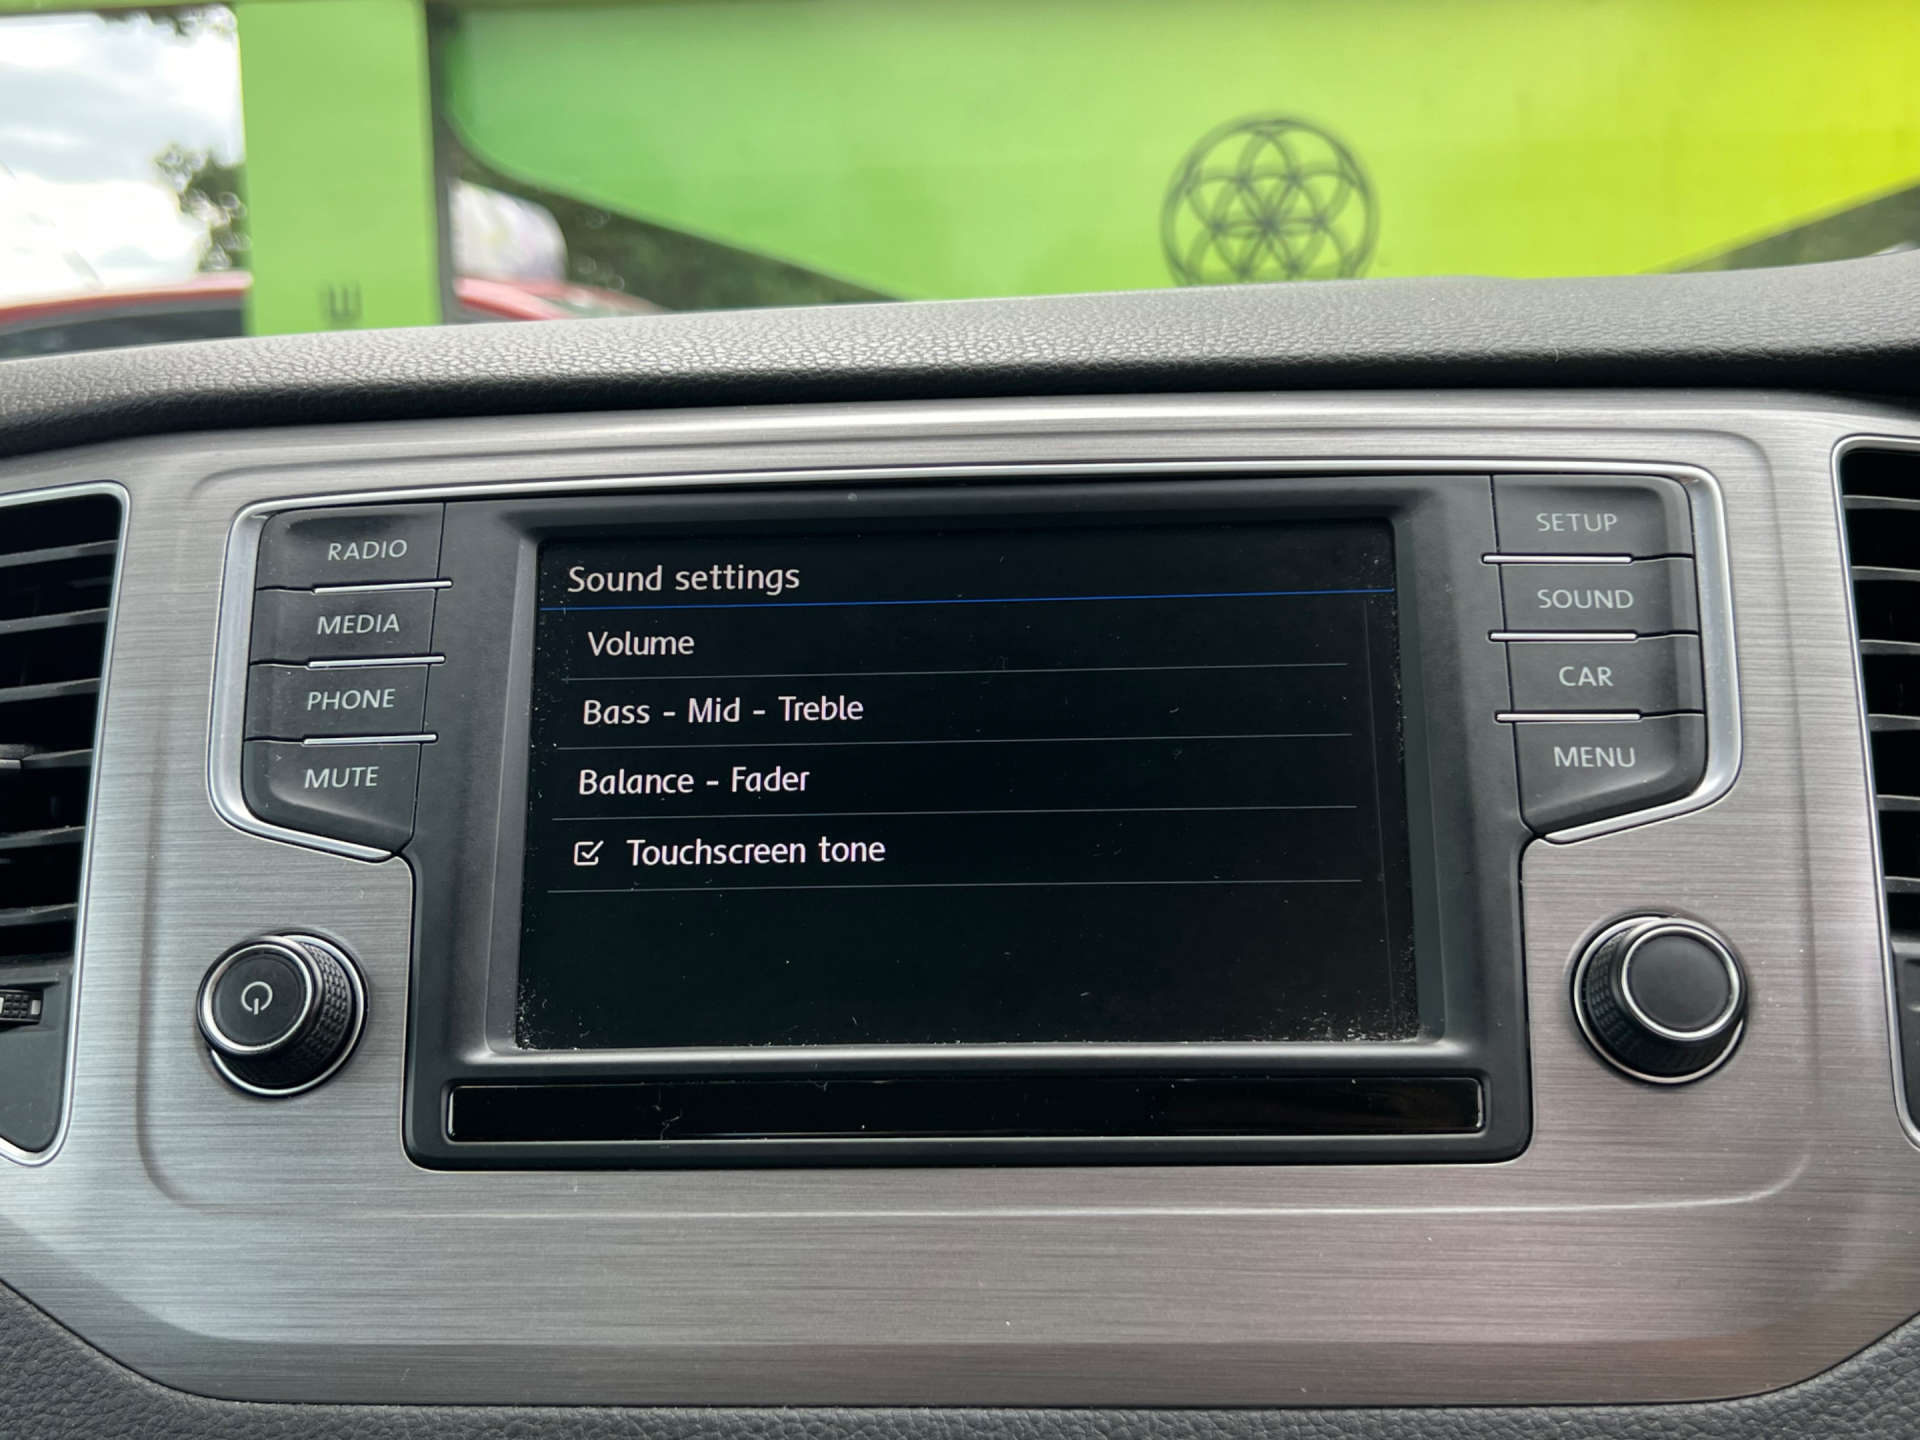 RADIO
MEDIA
PHONE
MUTE
Sound settings
Volume
Bass - Mid - Treble
Balance - Fader
Touchscreen tone
SETUP
SOUND
CAR
MENU